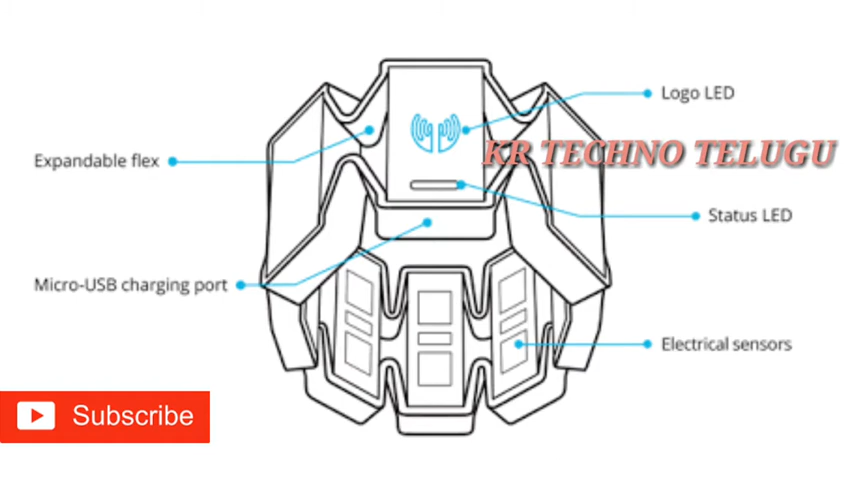 Logo LED
KR TECHNO TELUGU
Expandable flex
Status LED
Micro-USB charging port
Electrical sensors
Subscribe